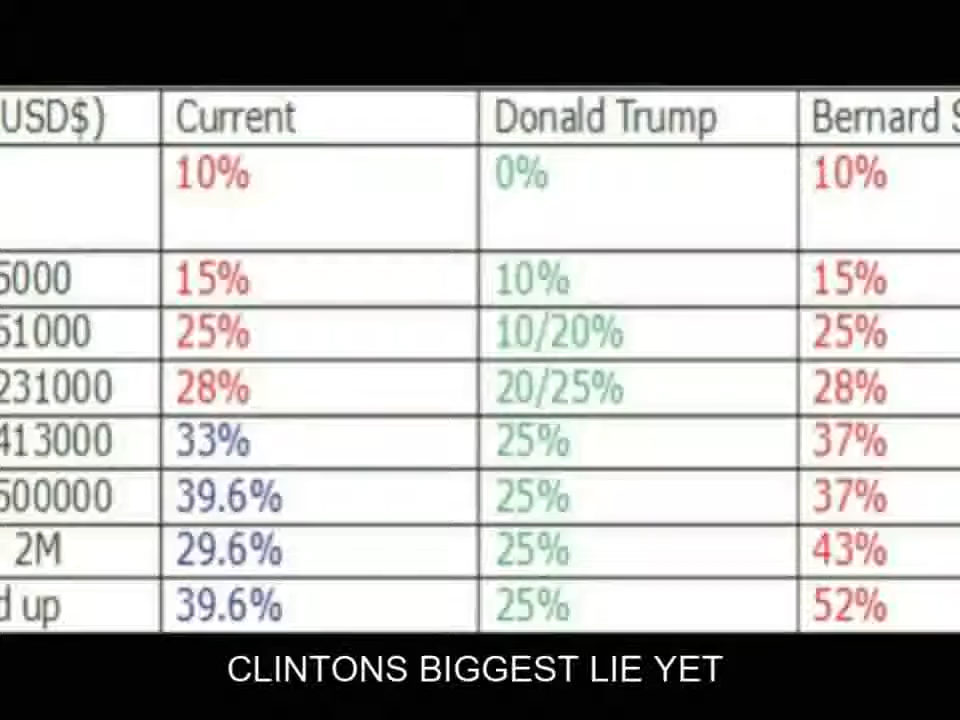 USD$) Current Donald Trump Bernard S
10% 0% 10%
5000 15% 10% 15%
51000 25% 10/20% 25%
231000 28% 20/25% 28%
413000 33% 25% 37%
500000 39.6% 25% 37%
2M 29.6% 25% 43%
d up 39.6% 25% 52%
CLINTONS BIGGEST LIE YET